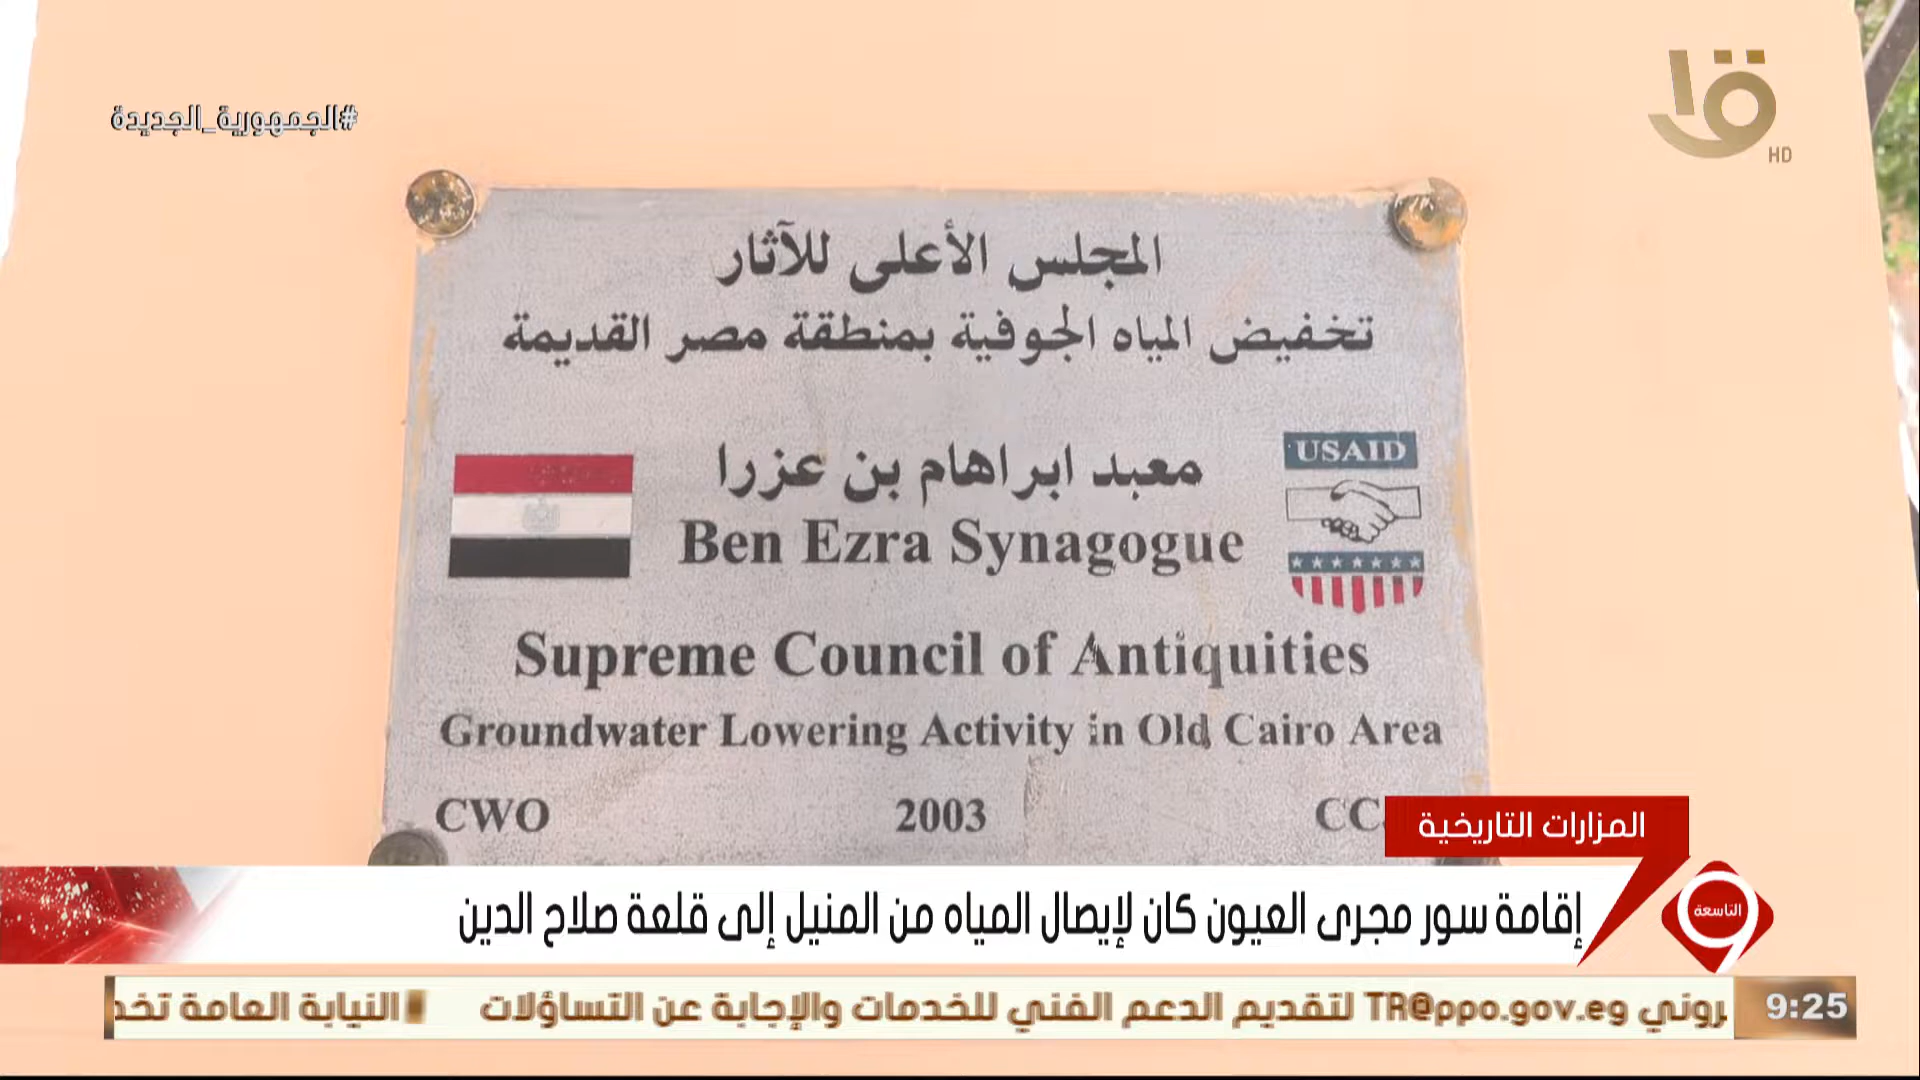 #الجمهورية_الجديدة
HD
المجلس الأعلى للآثار
تخفيض المياه الجوفية بمنطقة مصر القديمة
معبد ابراهام بن عزرا
Ben Ezra Synagogue
USAID
Supreme Council of Antiquities
Groundwater Lowering Activity in Old Cairo Area
CWO 2003
المزارات التاريخية
إقامة سور مجرى العيون كان لإيصال المياه من المنيل إلى قلعة صلاح الدين
التاسعة
9
TR@ppo.gov.eg لتقديم الدعم الفني للخدمات والإجابة عن التساؤلات النيابة العامة
9:25